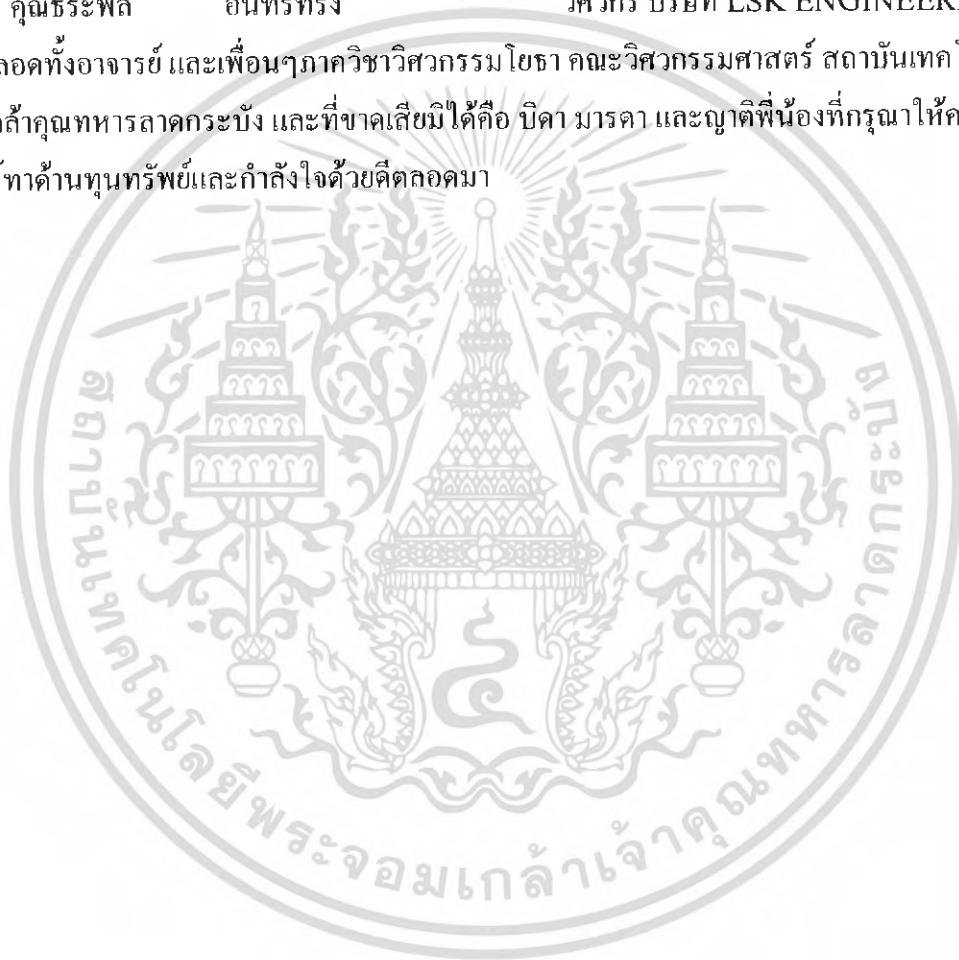 คุณธีระพล อินทร์ทรง วิศวกร บริษัท LSK ENGINEER
ลอดทั้งอาจารย์ และเพื่อนๆภาควิชาวิศวกรรมโยธา คณะวิศวกรรมศาสตร์ สถาบันเทค
ล้าคุณทหารลาดกระบัง และที่ขาดเสียมิได้คือ บิดา มารดา และญาติพี่น้องที่กรุณาให้ค
ทาด้านทุนทรัพย์และกำลังใจด้วยดีตลอดมา
สถาบันเทคโนโลยีพระจอมเกล้าเจ้าคุณทหารลาดกระบัง
๔